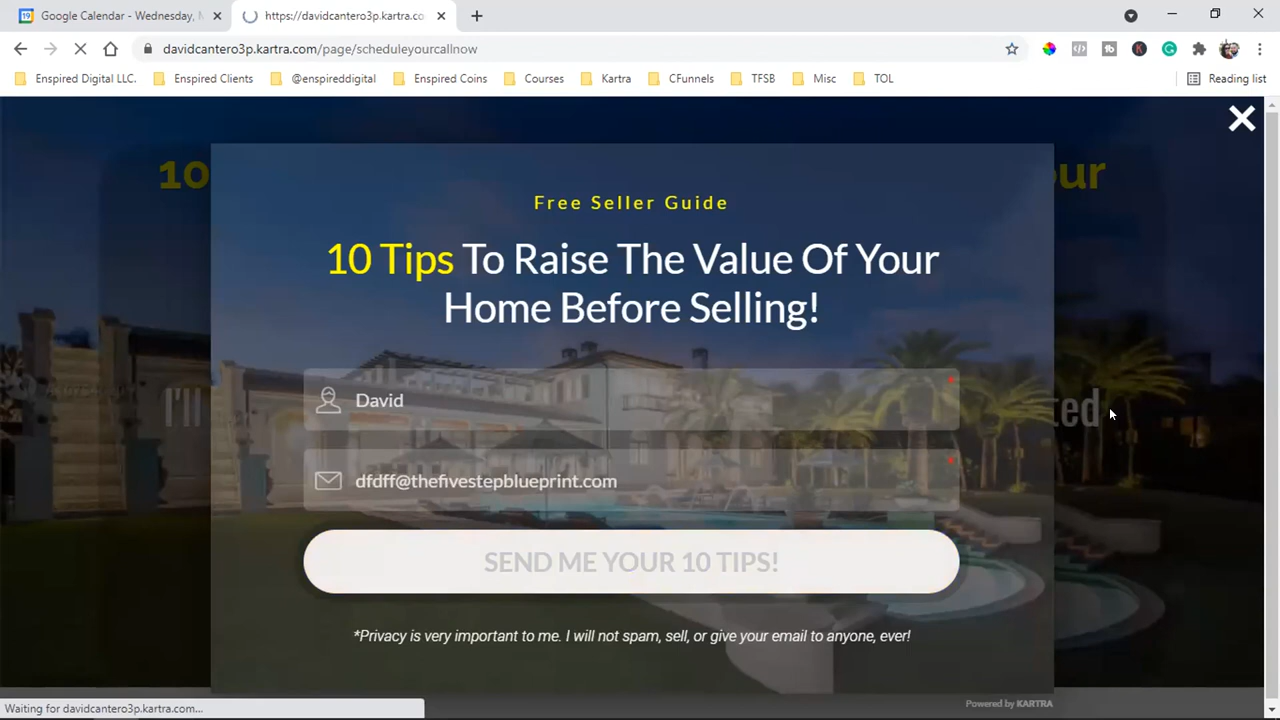 Google Calendar - Wednesday, M
https://davidcantero3p.kartra.co
davidcantero3p.kartra.com/page/scheduleyourcallnow
Enspired Digital LLC. Enspired Clients @enspireddigital Enspired Coins Courses Kartra CFunnels TFSB Misc TOL Reading list
Free Seller Guide
10 our
10 Tips To Raise The Value Of Your
Home Before Selling!
David
I'll ted
dfdff@thefivestepblueprint.com
SEND ME YOUR 10 TIPS!
*Privacy is very important to me. I will not spam, sell, or give your email to anyone, ever!
Powered by KARTRA
Waiting for davidcantero3p.kartra.com...